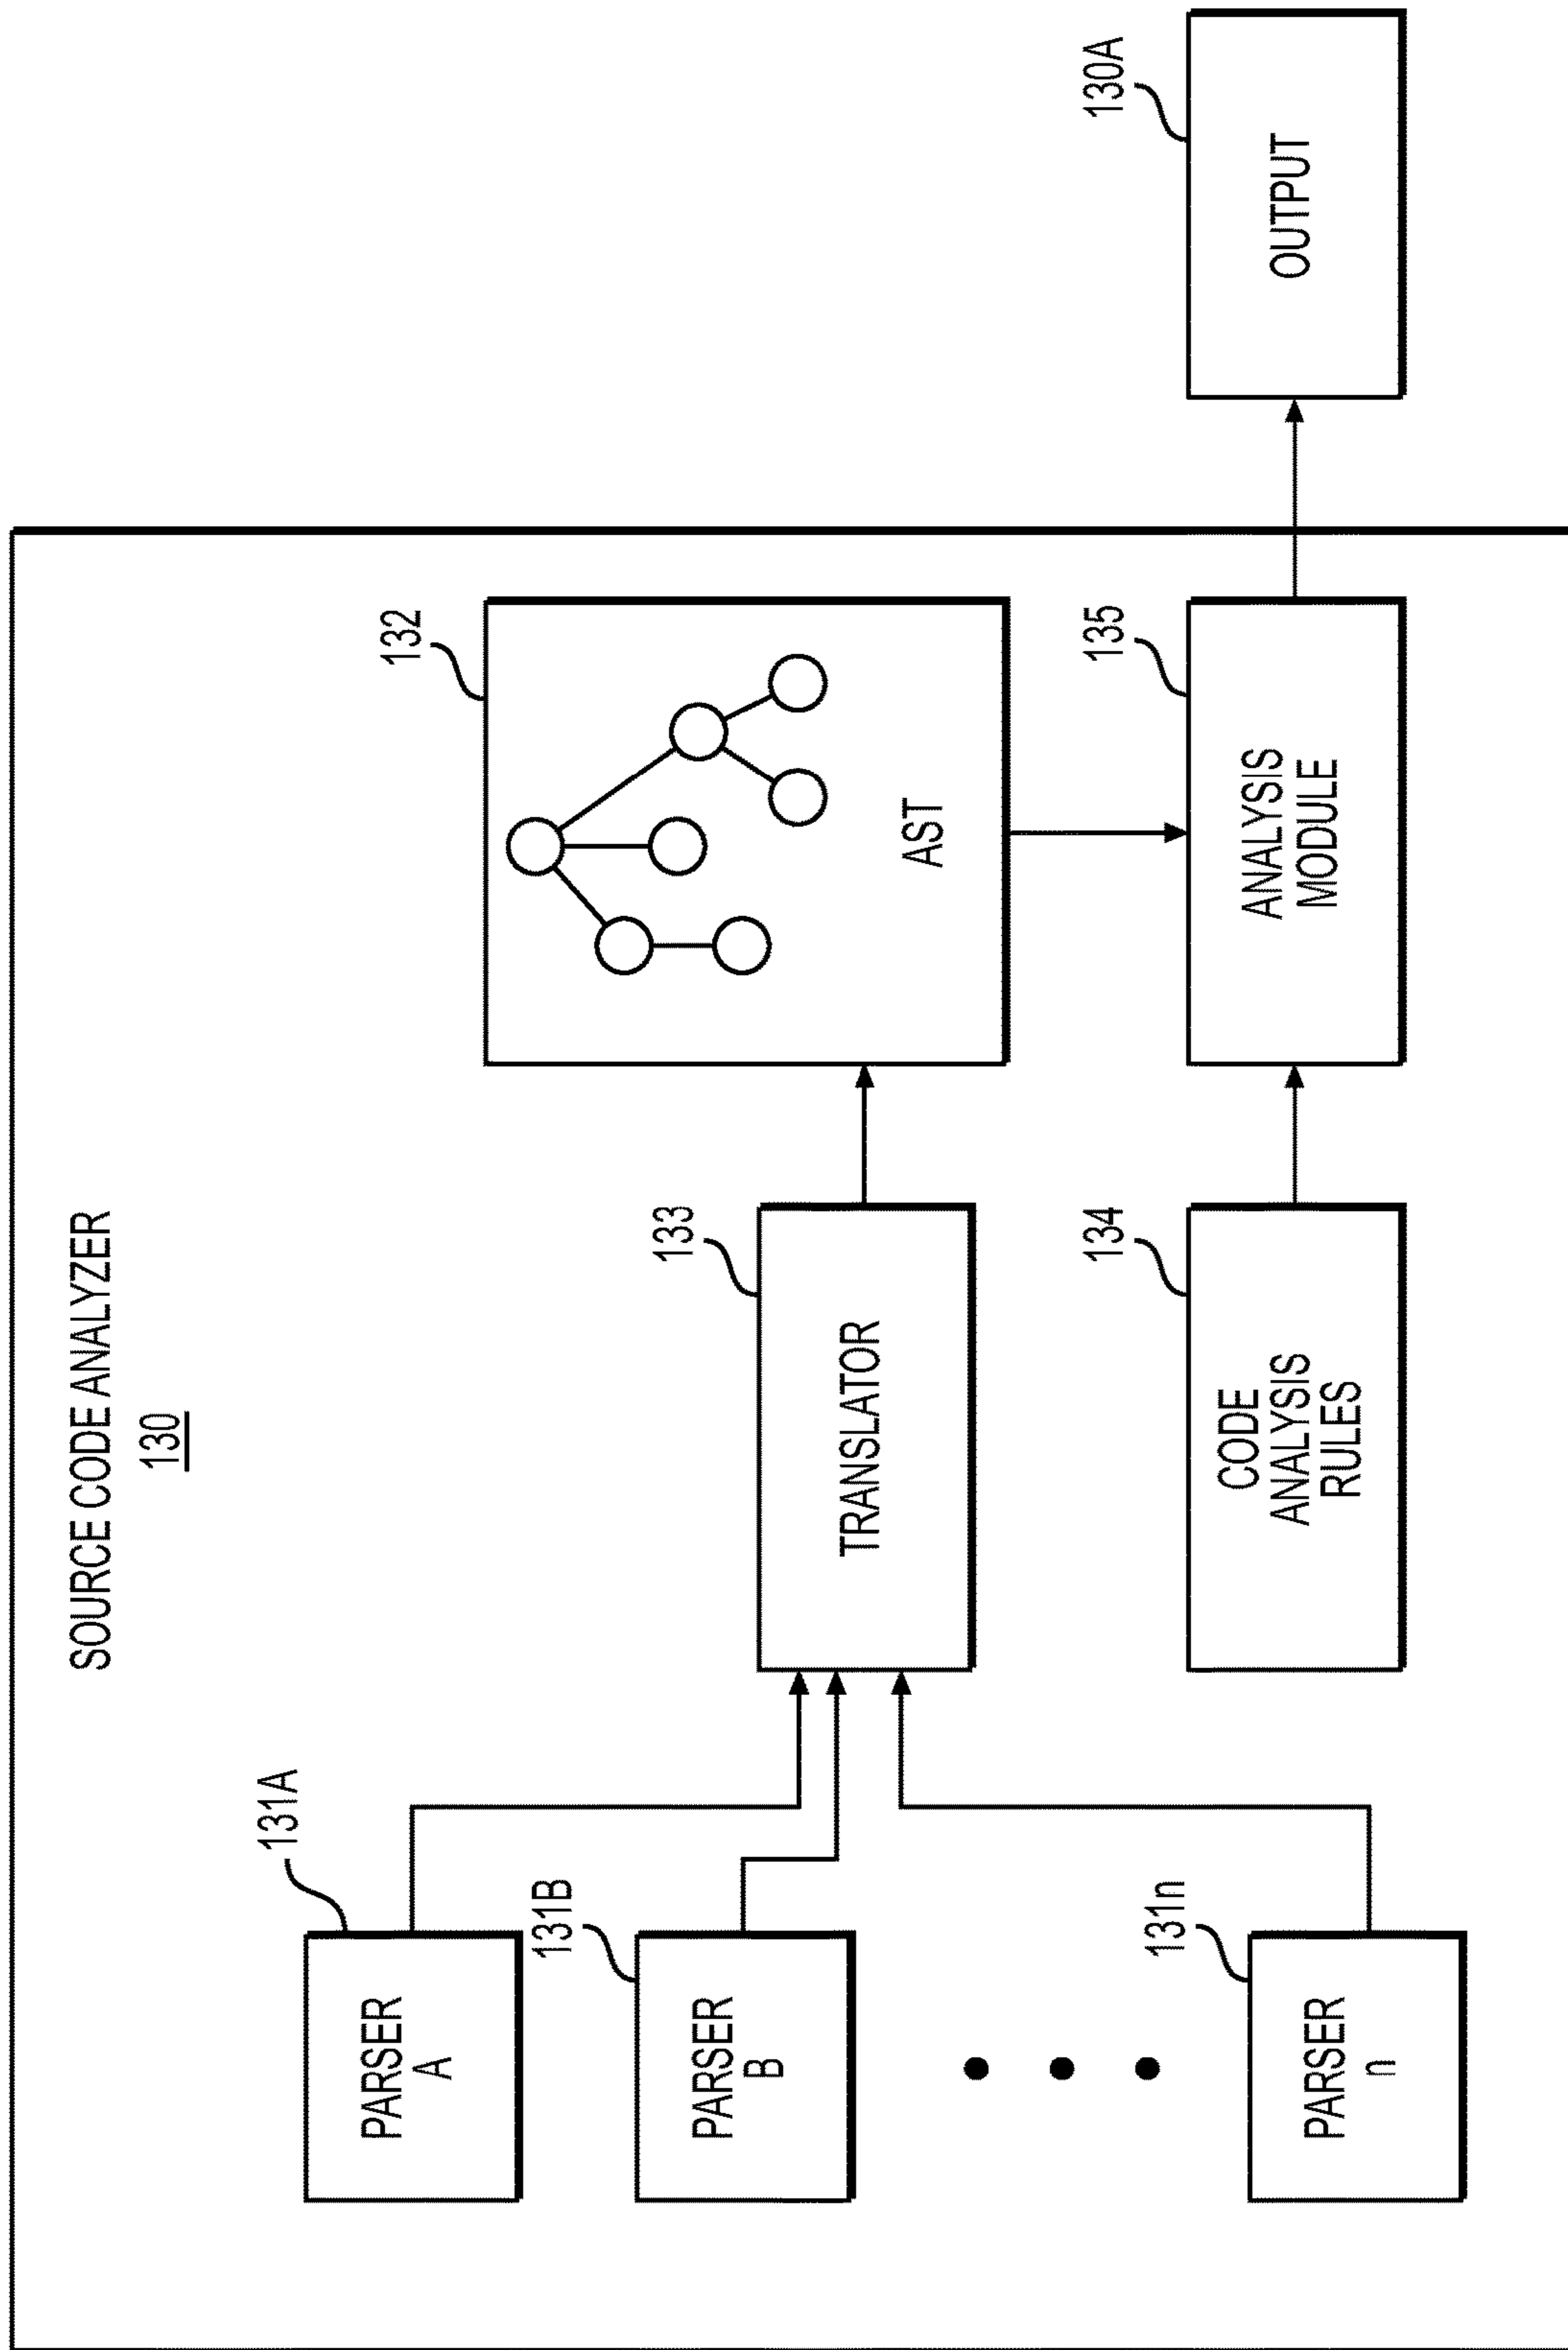 SOURCE CODE ANALYZER
130
131A
PARSER
A
131B
PARSER
B
131n
PARSER
n
133
TRANSLATOR
132
AST
134
CODE
ANALYSIS
RULES
135
ANALYSIS
MODULE
130A
OUTPUT